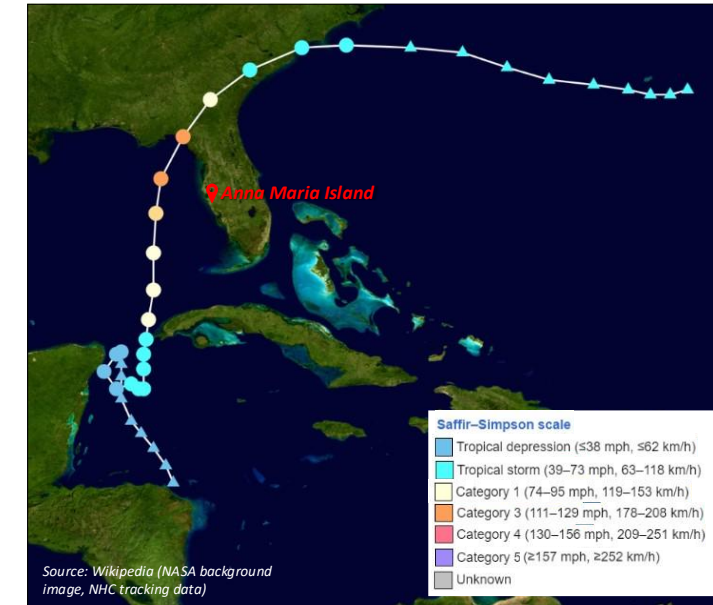 Anna Maria Island
Saffir–Simpson scale
Tropical depression (≤38 mph, ≤62 km/h)
Tropical storm (39–73 mph, 63–118 km/h)
Category 1 (74–95 mph, 119–153 km/h)
Category 3 (111–129 mph, 178–208 km/h)
Category 4 (130–156 mph, 209–251 km/h)
Category 5 (≥157 mph, ≥252 km/h)
Unknown
Source: Wikipedia (NASA background
image, NHC tracking data)